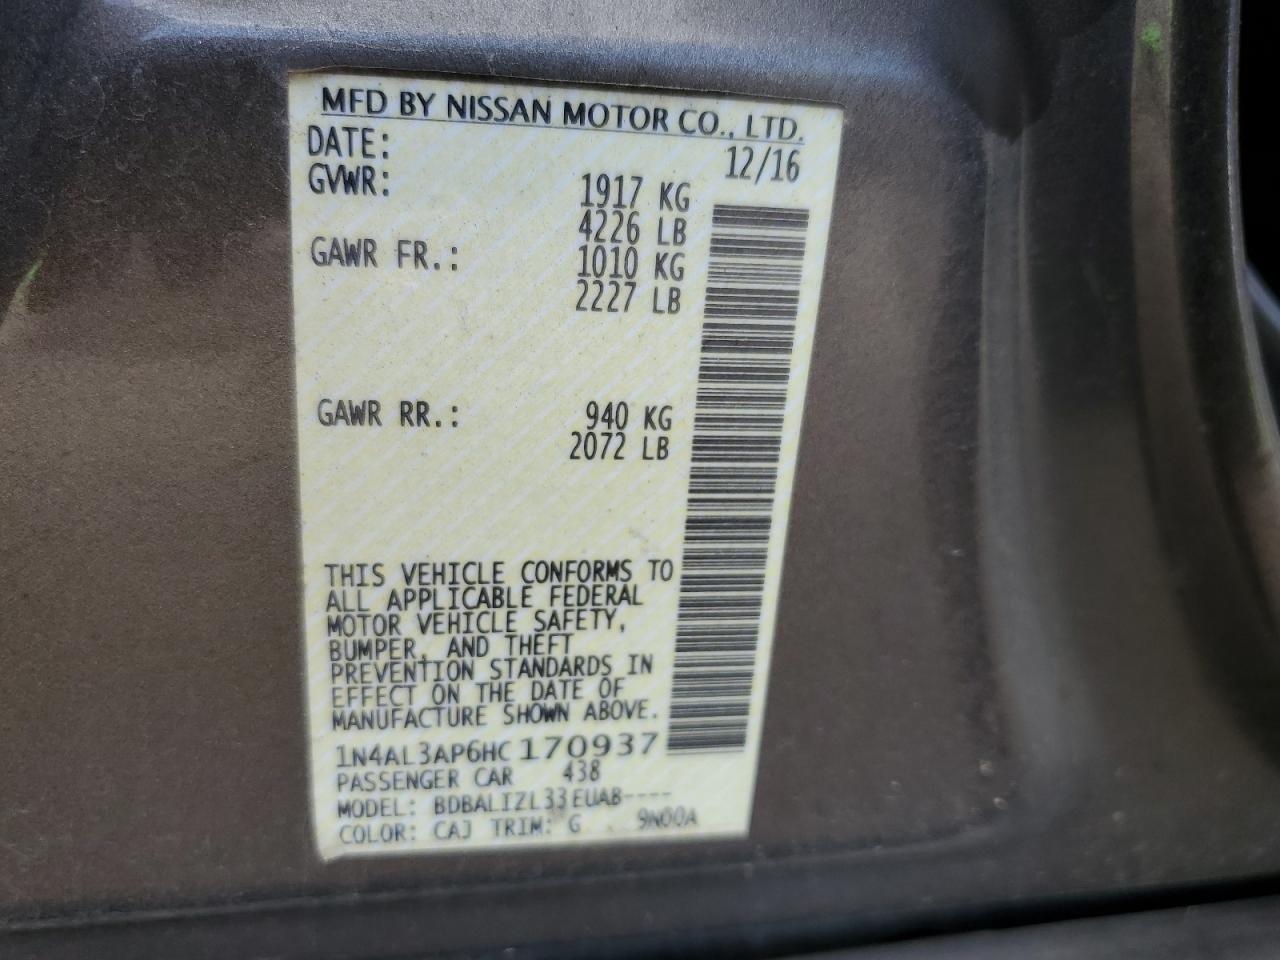 MFD BY NISSAN MOTOR CO., LTD.
DATE: 12/16
GVWR: 1917 KG
4226 LB
GAWR FR.: 1010 KG
2227 LB
GAWR RR.: 940 KG
2072 LB
THIS VEHICLE CONFORMS TO
ALL APPLICABLE FEDERAL
MOTOR VEHICLE SAFETY,
BUMPER, AND THEFT
PREVENTION STANDARDS IN
EFFECT ON THE DATE OF
MANUFACTURE SHOWN ABOVE.
1N4AL3AP6HC170937
PASSENGER CAR 438
MODEL: BDBALIZL33EUAB----
COLOR: CAJ TRIM: G 9N00A